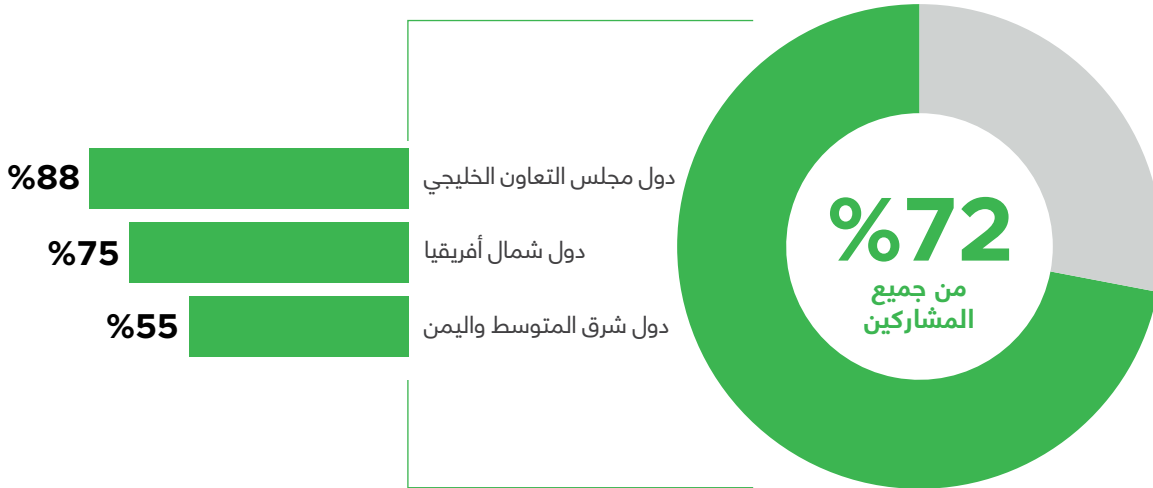 %72
من جميع
المشاركين
دول مجلس التعاون الخليجي
%88
دول شمال أفريقيا
%75
دول شرق المتوسط واليمن
%55